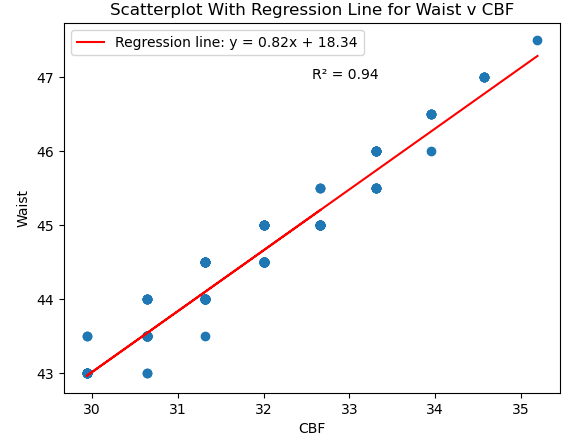 Scatterplot With Regression Line for Waist v CBF
Regression line: y = 0.82x + 18.34
R² = 0.94
47
46
45
44
43
Waist
30 31 32 33 34 35
CBF